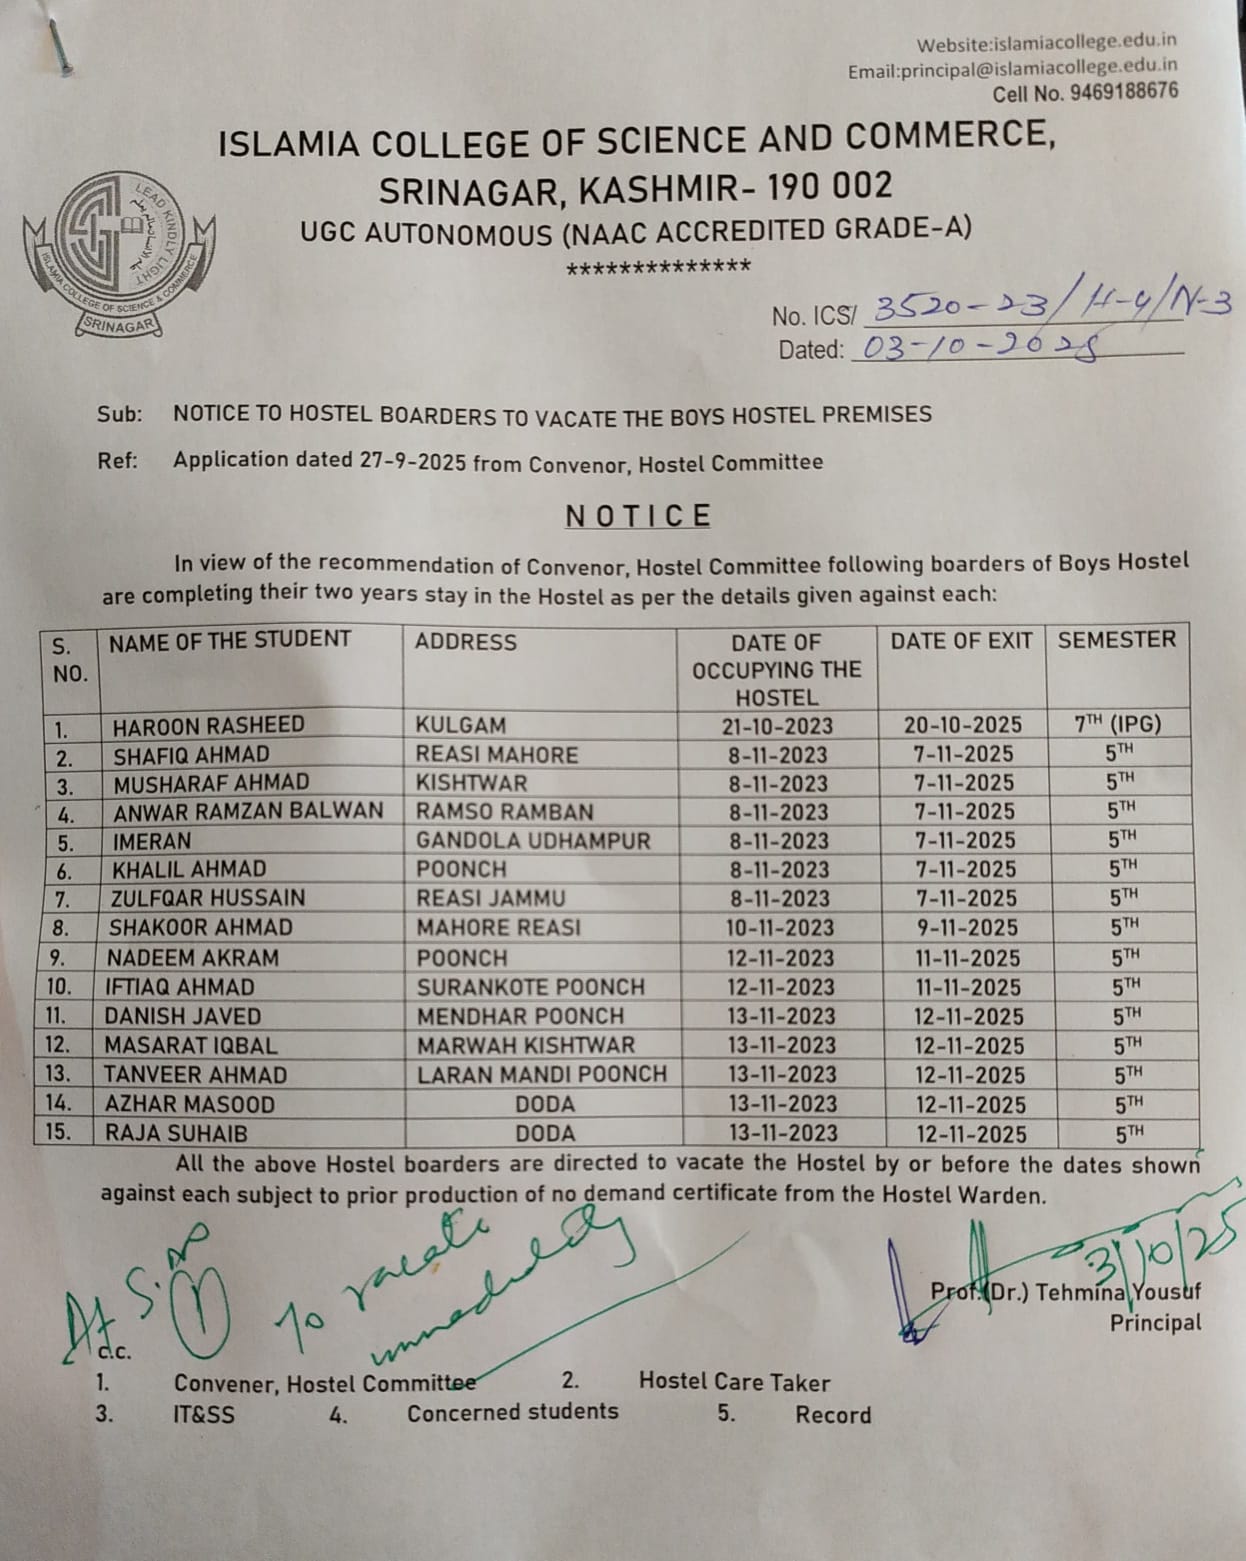 Website:islamiacollege.edu.in
Email:principal@islamiacollege.edu.in
Cell No. 9469188676
ISLAMIA COLLEGE OF SCIENCE AND COMMERCE,
SRINAGAR, KASHMIR- 190 002
UGC AUTONOMOUS (NAAC ACCREDITED GRADE-A)
**************
LEAD KINDLY LIGHT
ISLAMIA COLLEGE OF SCIENCE & COMMERCE
SRINAGAR
No. ICS/ 3520-23/H-4/N-3
Dated: 03-10-2025
Sub: NOTICE TO HOSTEL BOARDERS TO VACATE THE BOYS HOSTEL PREMISES
Ref: Application dated 27-9-2025 from Convenor, Hostel Committee
NOTICE
In view of the recommendation of Convenor, Hostel Committee following boarders of Boys Hostel
are completing their two years stay in the Hostel as per the details given against each:
S. NO. NAME OF THE STUDENT ADDRESS DATE OF OCCUPYING THE HOSTEL DATE OF EXIT SEMESTER
1. HAROON RASHEED KULGAM 21-10-2023 20-10-2025 7TH (IPG)
2. SHAFIQ AHMAD REASI MAHORE 8-11-2023 7-11-2025 5TH
3. MUSHARAF AHMAD KISHTWAR 8-11-2023 7-11-2025 5TH
4. ANWAR RAMZAN BALWAN RAMSO RAMBAN 8-11-2023 7-11-2025 5TH
5. IMERAN GANDOLA UDHAMPUR 8-11-2023 7-11-2025 5TH
6. KHALIL AHMAD POONCH 8-11-2023 7-11-2025 5TH
7. ZULFQAR HUSSAIN REASI JAMMU 8-11-2023 7-11-2025 5TH
8. SHAKOOR AHMAD MAHORE REASI 10-11-2023 9-11-2025 5TH
9. NADEEM AKRAM POONCH 12-11-2023 11-11-2025 5TH
10. IFTIAQ AHMAD SURANKOTE POONCH 12-11-2023 11-11-2025 5TH
11. DANISH JAVED MENDHAR POONCH 13-11-2023 12-11-2025 5TH
12. MASARAT IQBAL MARWAH KISHTWAR 13-11-2023 12-11-2025 5TH
13. TANVEER AHMAD LARAN MANDI POONCH 13-11-2023 12-11-2025 5TH
14. AZHAR MASOOD DODA 13-11-2023 12-11-2025 5TH
15. RAJA SUHAIB DODA 13-11-2023 12-11-2025 5TH
All the above Hostel boarders are directed to vacate the Hostel by or before the dates shown
against each subject to prior production of no demand certificate from the Hostel Warden.
At S. No 1 To vacate
immediately
3/10/25
Prof.(Dr.) Tehmina Yousuf
Principal
c.c.
1. Convener, Hostel Committee 2. Hostel Care Taker
3. IT&SS 4. Concerned students 5. Record